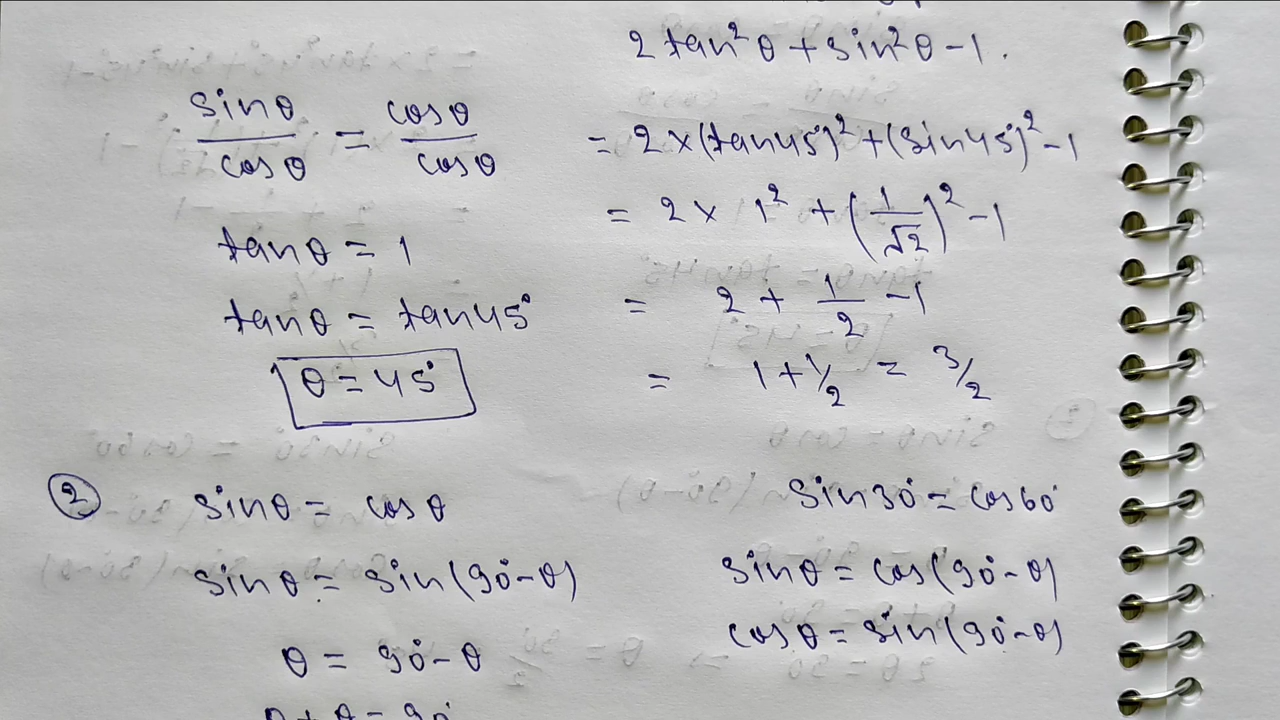 2 tan²θ + sin²θ - 1.
sinθ/cosθ = cosθ/cosθ
= 2 × (tan45°)² + (sin45°)² - 1
= 2 × 1² + (1/√2)² - 1
tanθ = 1
= 2 + 1/2 - 1
tanθ = tan45°
= 1 + 1/2 = 3/2
θ = 45°
② sinθ = cosθ
sin30° = cos60°
sinθ = sin(90° - θ)
sinθ = cos(90° - θ)
cosθ = sin(90° - θ)
θ = 90° - θ
θ + θ = 90°